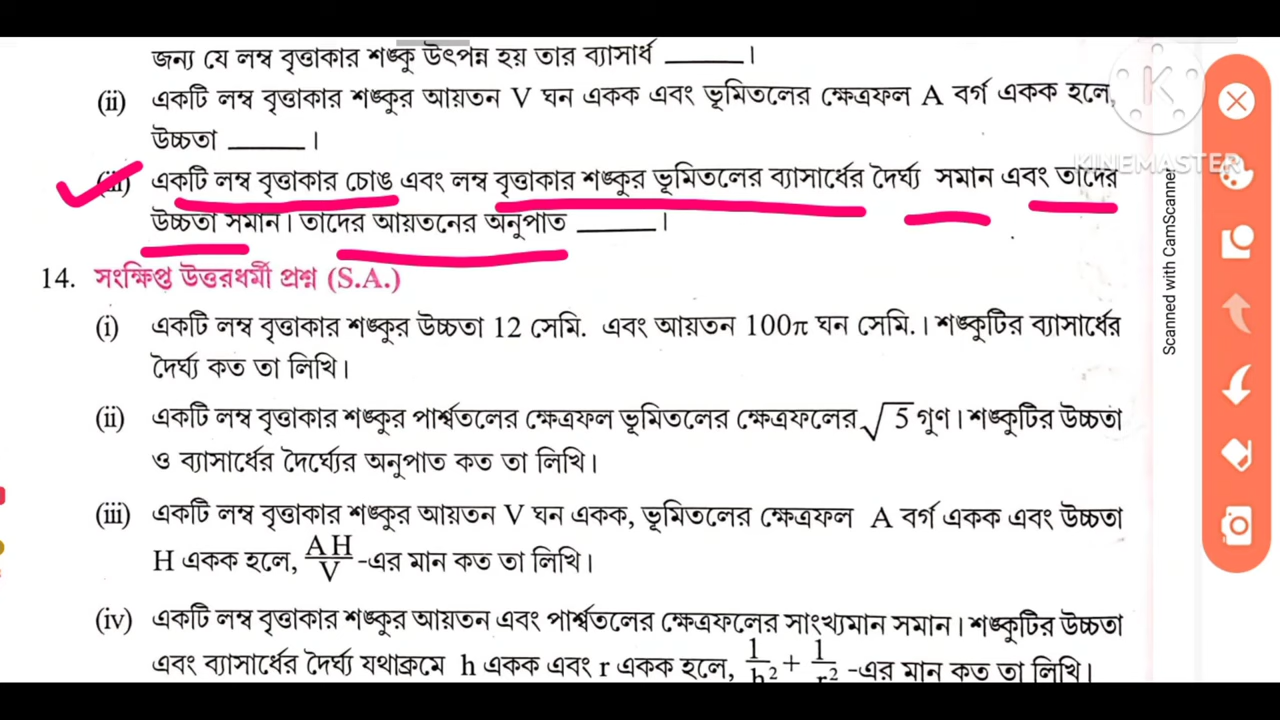 জন্য যে লম্ব বৃত্তাকার শঙ্কু উৎপন্ন হয় তার ব্যাসার্ধ ______ ।
(ii) একটি লম্ব বৃত্তাকার শঙ্কুর আয়তন V ঘন একক এবং ভূমিতলের ক্ষেত্রফল A বর্গ একক হলে,
উচ্চতা ______ ।
KINEMASTER
(iii) একটি লম্ব বৃত্তাকার চোঙ এবং লম্ব বৃত্তাকার শঙ্কুর ভূমিতলের ব্যাসার্ধের দৈর্ঘ্য সমান এবং তাদের
উচ্চতা সমান। তাদের আয়তনের অনুপাত ______ ।
14. সংক্ষিপ্ত উত্তরধর্মী প্রশ্ন (S.A.)
(i) একটি লম্ব বৃত্তাকার শঙ্কুর উচ্চতা 12 সেমি. এবং আয়তন 100π ঘন সেমি.। শঙ্কুটির ব্যাসার্ধের
দৈর্ঘ্য কত তা লিখি।
(ii) একটি লম্ব বৃত্তাকার শঙ্কুর পার্শ্বতলের ক্ষেত্রফল ভূমিতলের ক্ষেত্রফলের √5 গুণ। শঙ্কুটির উচ্চতা
ও ব্যাসার্ধের দৈর্ঘ্যের অনুপাত কত তা লিখি।
(iii) একটি লম্ব বৃত্তাকার শঙ্কুর আয়তন V ঘন একক, ভূমিতলের ক্ষেত্রফল A বর্গ একক এবং উচ্চতা
H একক হলে, AH/V -এর মান কত তা লিখি।
(iv) একটি লম্ব বৃত্তাকার শঙ্কুর আয়তন এবং পার্শ্বতলের ক্ষেত্রফলের সাংখ্যমান সমান। শঙ্কুটির উচ্চতা
এবং ব্যাসার্ধের দৈর্ঘ্য যথাক্রমে h একক এবং r একক হলে, 1/h² + 1/r² -এর মান কত তা লিখি।
Scanned with CamScanner